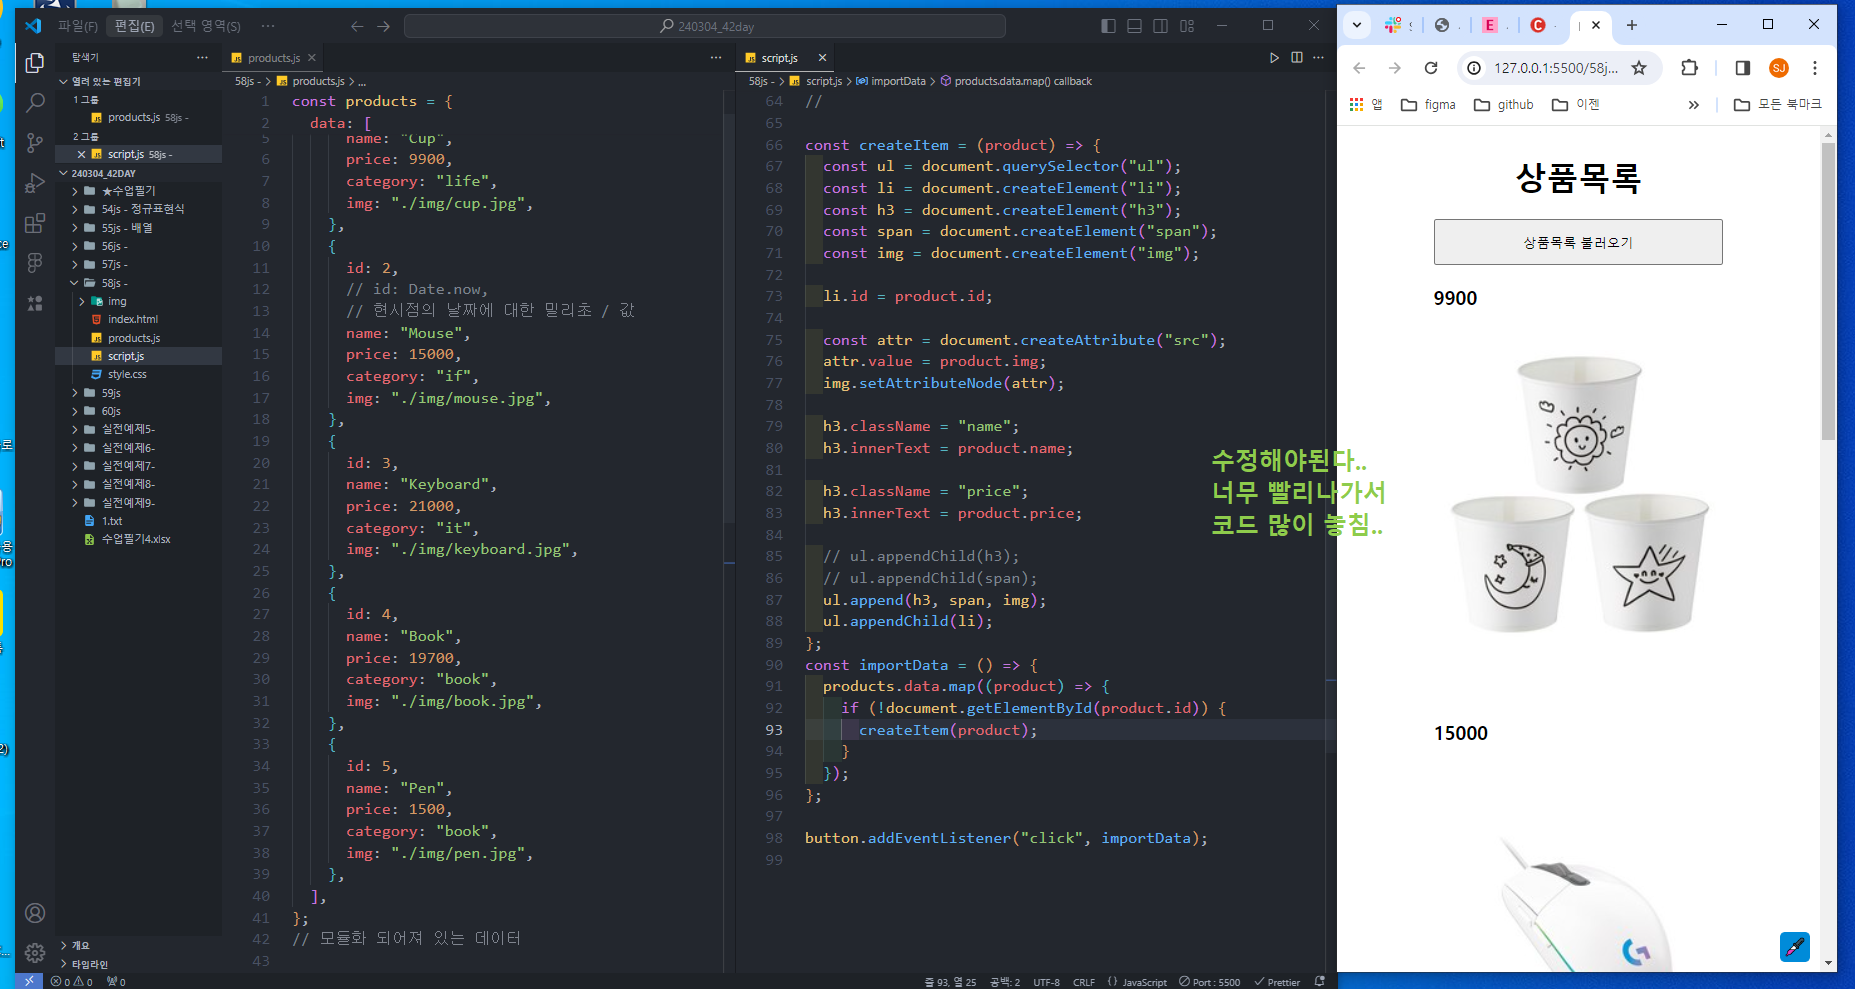 파일(F) 편집(E) 선택 영역(S) ···
240304_42day
탐색기
열려 있는 편집기
1 그룹
products.js 58js -
2 그룹
script.js 58js -
240304_42DAY
★수업필기
54js - 정규표현식
55js - 배열
56js -
57js -
58js -
img
index.html
products.js
script.js
style.css
59js
60js
실전예제5-
실전예제6-
실전예제7-
실전예제8-
실전예제9-
1.txt
수업필기4.xlsx
개요
타임라인
products.js
58js - > products.js > ...
1 const products = {
2 data: [
5 name: "Cup",
6 price: 9900,
7 category: "life",
8 img: "./img/cup.jpg",
9 },
10 {
11 id: 2,
12 // id: Date.now,
13 // 현시점의 날짜에 대한 밀리초 / 값
14 name: "Mouse",
15 price: 15000,
16 category: "if",
17 img: "./img/mouse.jpg",
18 },
19 {
20 id: 3,
21 name: "Keyboard",
22 price: 21000,
23 category: "it",
24 img: "./img/keyboard.jpg",
25 },
26 {
27 id: 4,
28 name: "Book",
29 price: 19700,
30 category: "book",
31 img: "./img/book.jpg",
32 },
33 {
34 id: 5,
35 name: "Pen",
36 price: 1500,
37 category: "book",
38 img: "./img/pen.jpg",
39 },
40 ],
41 };
42 // 모듈화 되어져 있는 데이터
43
script.js
58js - > script.js > importData > products.data.map() callback
64 //
65
66 const createItem = (product) => {
67 const ul = document.querySelector("ul");
68 const li = document.createElement("li");
69 const h3 = document.createElement("h3");
70 const span = document.createElement("span");
71 const img = document.createElement("img");
72
73 li.id = product.id;
74
75 const attr = document.createAttribute("src");
76 attr.value = product.img;
77 img.setAttributeNode(attr);
78
79 h3.className = "name";
80 h3.innerText = product.name;
81
82 h3.className = "price";
83 h3.innerText = product.price;
84
85 // ul.appendChild(h3);
86 // ul.appendChild(span);
87 ul.append(h3, span, img);
88 ul.appendChild(li);
89 };
90 const importData = () => {
91 products.data.map((product) => {
92 if (!document.getElementById(product.id)) {
93 createItem(product);
94 }
95 });
96 };
97
98 button.addEventListener("click", importData);
99
수정해야된다..
너무 빨리나가서
코드 많이 놓침..
0 0 0
줄 93, 열 25 공백: 2 UTF-8 CRLF {} JavaScript Port : 5500 Prettier
127.0.0.1:5500/58j...
SJ
앱 figma github 이젠 » 모든 북마크
상품목록
상품목록 불러오기
9900
15000